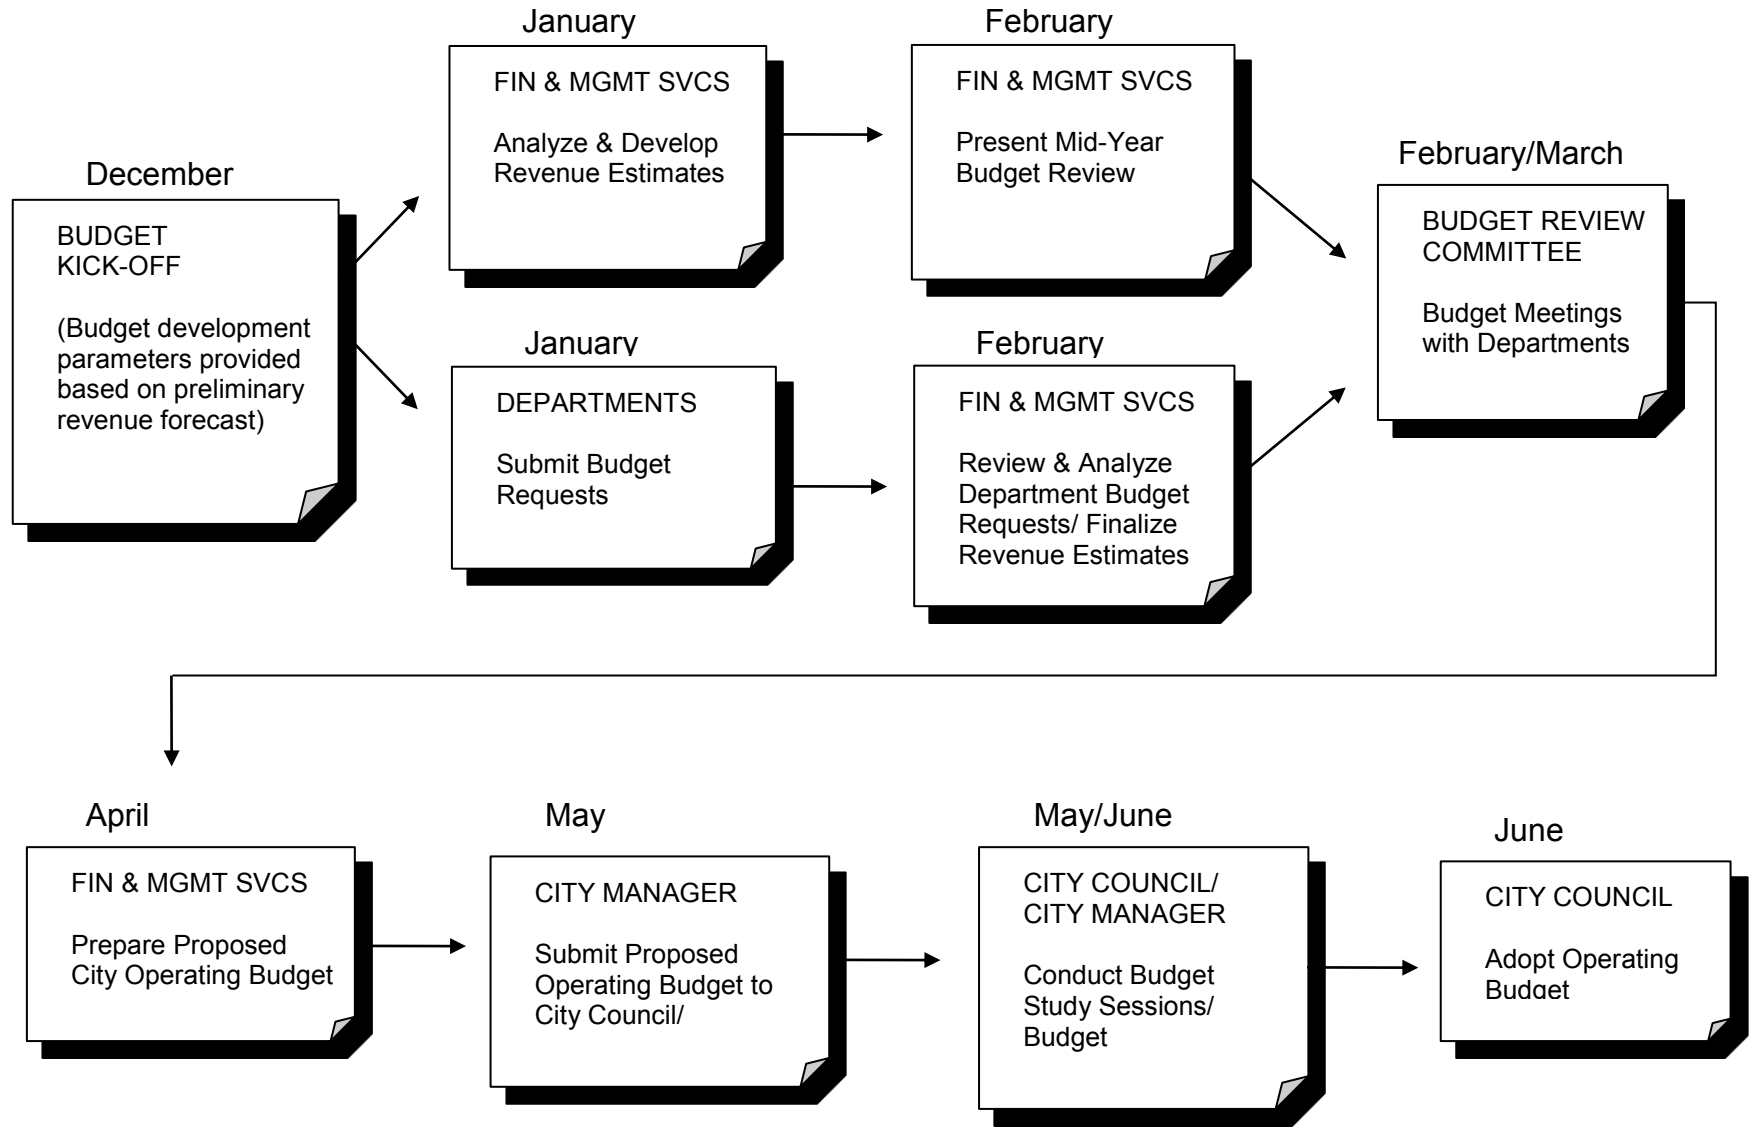 December
BUDGET
KICK-OFF
(Budget development
parameters provided
based on preliminary
revenue forecast)
January
FIN & MGMT SVCS
Analyze & Develop
Revenue Estimates
February
FIN & MGMT SVCS
Present Mid-Year
Budget Review
January
DEPARTMENTS
Submit Budget
Requests
February
FIN & MGMT SVCS
Review & Analyze
Department Budget
Requests/ Finalize
Revenue Estimates
February/March
BUDGET REVIEW
COMMITTEE
Budget Meetings
with Departments
April
FIN & MGMT SVCS
Prepare Proposed
City Operating Budget
May
CITY MANAGER
Submit Proposed
Operating Budget to
City Council/
May/June
CITY COUNCIL/
CITY MANAGER
Conduct Budget
Study Sessions/
Budget
June
CITY COUNCIL
Adopt Operating
Budget